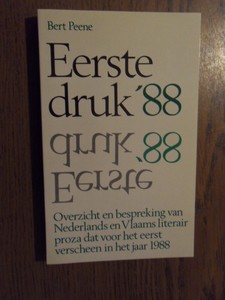 Bert Peene
Eerste
druk '88
druk '88
Eerste
Overzicht en bespreking van
Nederlands en Vlaams literair
proza dat voor het eerst
verscheen in het jaar 1988